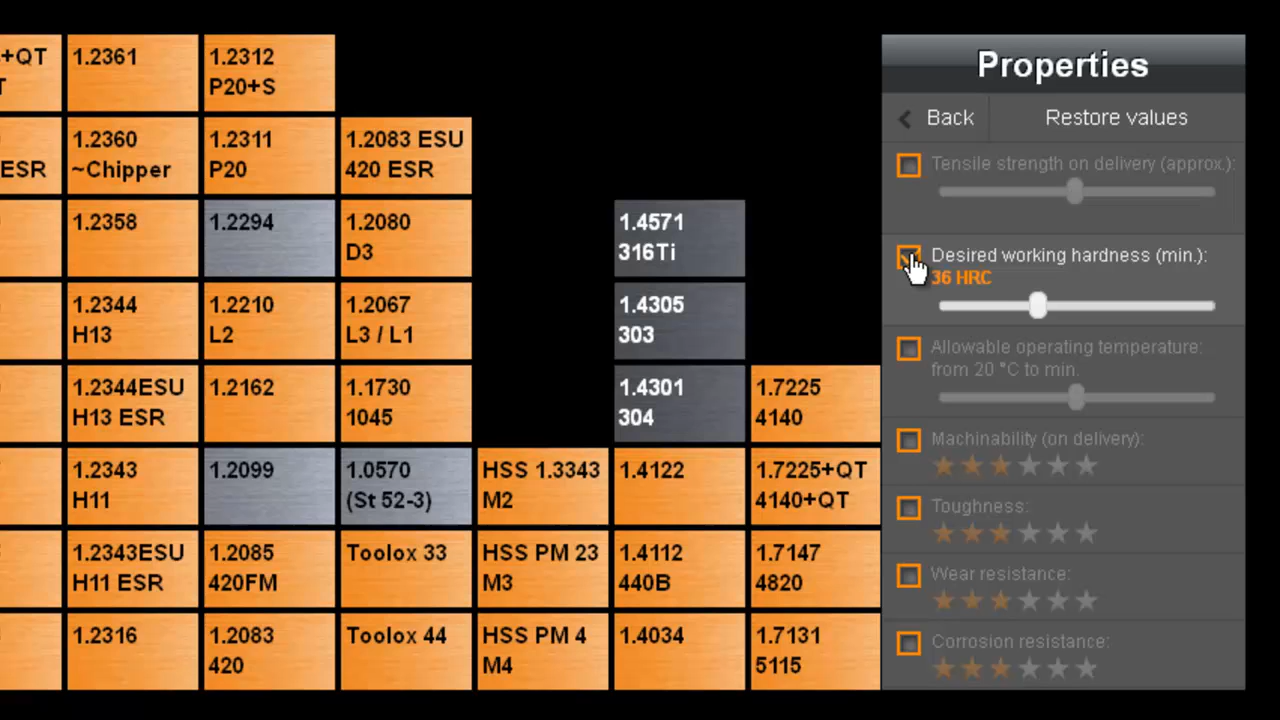 +QT
T
1.2361
1.2312
P20+S
ESR
1.2360
~Chipper
1.2311
P20
1.2083 ESU
420 ESR
1.2358
1.2294
1.2080
D3
1.4571
316Ti
1.2344
H13
1.2210
L2
1.2067
L3 / L1
1.4305
303
1.2344ESU
H13 ESR
1.2162
1.1730
1045
1.4301
304
1.7225
4140
1.2343
H11
1.2099
1.0570
(St 52-3)
HSS 1.3343
M2
1.4122
1.7225+QT
4140+QT
1.2343ESU
H11 ESR
1.2085
420FM
Toolox 33
HSS PM 23
M3
1.4112
440B
1.7147
4820
1.2316
1.2083
420
Toolox 44
HSS PM 4
M4
1.4034
1.7131
5115
Properties
Back
Restore values
Tensile strength on delivery (approx.):
Desired working hardness (min.):
36 HRC
Allowable operating temperature:
from 20 °C to min.
Machinability (on delivery):
Toughness:
Wear resistance:
Corrosion resistance: